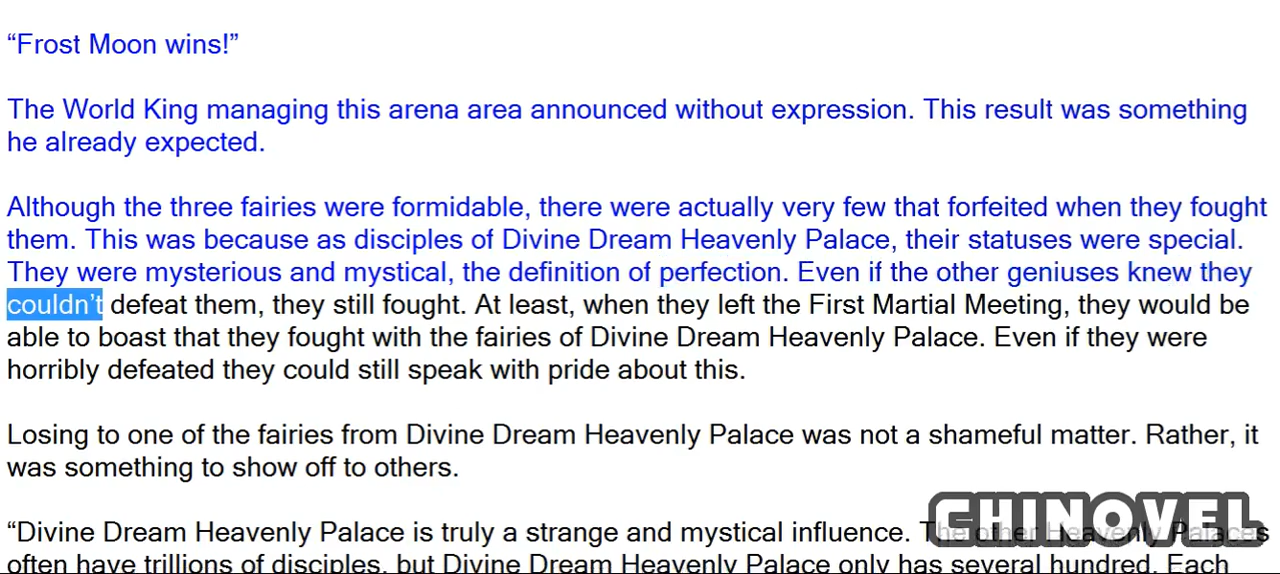 “Frost Moon wins!”
The World King managing this arena area announced without expression. This result was something
he already expected.
Although the three fairies were formidable, there were actually very few that forfeited when they fought
them. This was because as disciples of Divine Dream Heavenly Palace, their statuses were special.
They were mysterious and mystical, the definition of perfection. Even if the other geniuses knew they
couldn’t defeat them, they still fought. At least, when they left the First Martial Meeting, they would be
able to boast that they fought with the fairies of Divine Dream Heavenly Palace. Even if they were
horribly defeated they could still speak with pride about this.
Losing to one of the fairies from Divine Dream Heavenly Palace was not a shameful matter. Rather, it
was something to show off to others.
“Divine Dream Heavenly Palace is truly a strange and mystical influence. The other Heavenly Palaces
often have trillions of disciples, but Divine Dream Heavenly Palace only has several hundred. Each
CHINOVEL